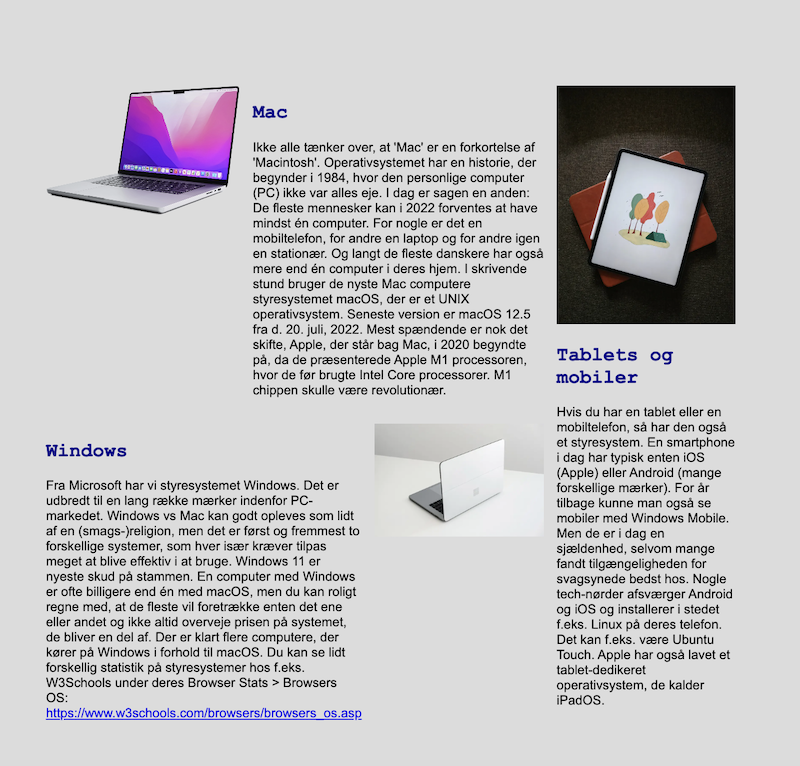 Mac
Ikke alle tænker over, at 'Mac' er en forkortelse af
'Macintosh'. Operativsystemet har en historie, der
begynder i 1984, hvor den personlige computer
(PC) ikke var alles eje. I dag er sagen en anden:
De fleste mennesker kan i 2022 forventes at have
mindst én computer. For nogle er det en
mobiltelefon, for andre en laptop og for andre igen
en stationær. Og langt de fleste danskere har også
mere end én computer i deres hjem. I skrivende
stund bruger de nyste Mac computere
styresystemet macOS, der er et UNIX
operativsystem. Seneste version er macOS 12.5
fra d. 20. juli, 2022. Mest spændende er nok det
skifte, Apple, der står bag Mac, i 2020 begyndte
på, da de præsenterede Apple M1 processoren,
hvor de før brugte Intel Core processorer. M1
chippen skulle være revolutionær.
Windows
Fra Microsoft har vi styresystemet Windows. Det er
udbredt til en lang række mærker indenfor PC-
markedet. Windows vs Mac kan godt opleves som lidt
af en (smags-)religion, men det er først og fremmest to
forskellige systemer, som hver især kræver tilpas
meget at blive effektiv i at bruge. Windows 11 er
nyeste skud på stammen. En computer med Windows
er ofte billigere end én med macOS, men du kan roligt
regne med, at de fleste vil foretrække enten det ene
eller andet og ikke altid overveje prisen på systemet,
de bliver en del af. Der er klart flere computere, der
kører på Windows i forhold til macOS. Du kan se lidt
forskellig statistik på styresystemer hos f.eks.
W3Schools under deres Browser Stats > Browsers
OS:
https://www.w3schools.com/browsers/browsers_os.asp
Tablets og
mobiler
Hvis du har en tablet eller en
mobiltelefon, så har den også
et styresystem. En smartphone
i dag har typisk enten iOS
(Apple) eller Android (mange
forskellige mærker). For år
tilbage kunne man også se
mobiler med Windows Mobile.
Men de er i dag en
sjældenhed, selvom mange
fandt tilgængeligheden for
svagsynede bedst hos. Nogle
tech-nørder afsværger Android
og iOS og installerer i stedet
f.eks. Linux på deres telefon.
Det kan f.eks. være Ubuntu
Touch. Apple har også lavet et
tablet-dedikeret
operativsystem, de kalder
iPadOS.